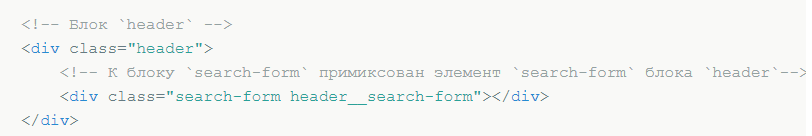 <!-- Блок `header` -->
<div class="header">
<!-- К блоку `search-form` примиксован элемент `search-form` блока `header`-->
<div class="search-form header__search-form"></div>
</div>